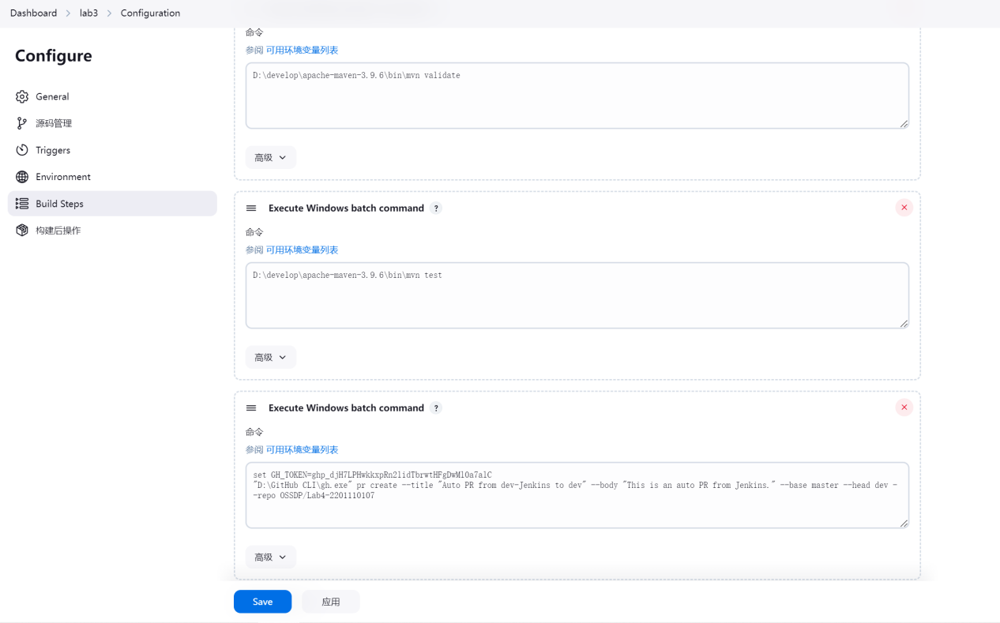 Dashboard > lab3 > Configuration
Configure
General
源码管理
Triggers
Environment
Build Steps
构建后操作
命令
参阅 可用环境变量列表
D:\develop\apache-maven-3.9.6\bin\mvn validate
高级
Execute Windows batch command ?
命令
参阅 可用环境变量列表
D:\develop\apache-maven-3.9.6\bin\mvn test
高级
Execute Windows batch command ?
命令
参阅 可用环境变量列表
set
"D:\GitHub CLI\gh.exe" pr create --title "Auto PR from dev-Jenkins to dev" --body "This is an auto PR from Jenkins." --base master --head dev -
-repo OSSDP/Lab4-2201110107
高级
Save
应用